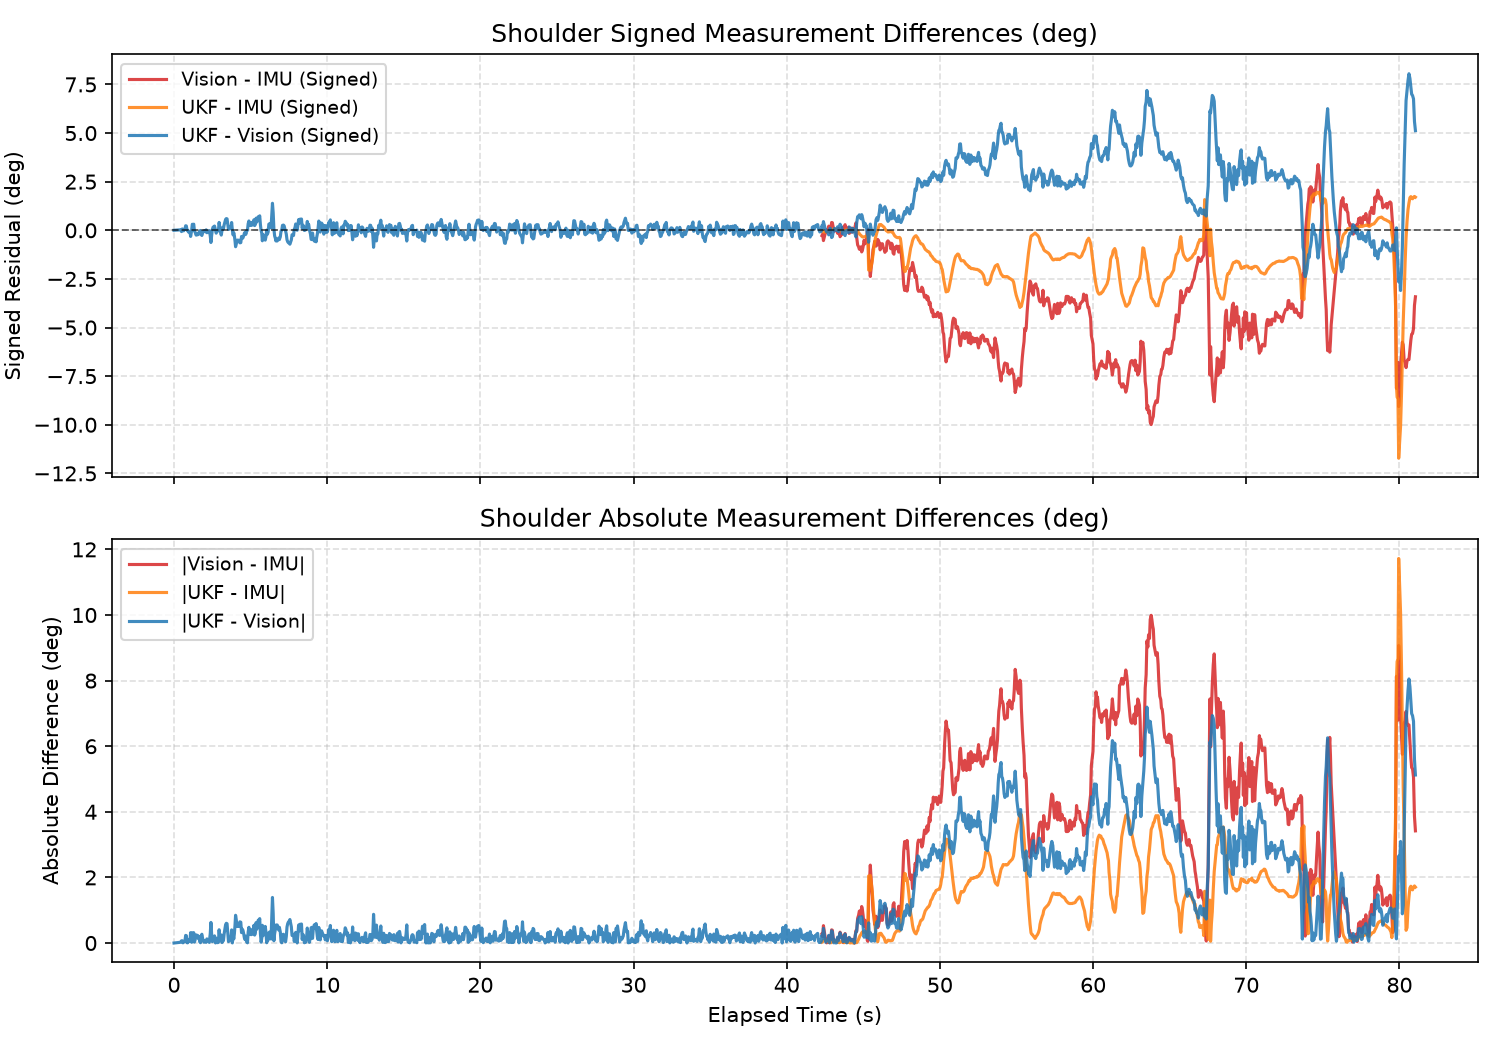 Shoulder Signed Measurement Differences (deg)
Signed Residual (deg)
7.5
5.0
2.5
0.0
−2.5
−5.0
−7.5
−10.0
−12.5
Vision - IMU (Signed)
UKF - IMU (Signed)
UKF - Vision (Signed)
Shoulder Absolute Measurement Differences (deg)
Absolute Difference (deg)
12
10
8
6
4
2
0
|Vision - IMU|
|UKF - IMU|
|UKF - Vision|
0 10 20 30 40 50 60 70 80
Elapsed Time (s)